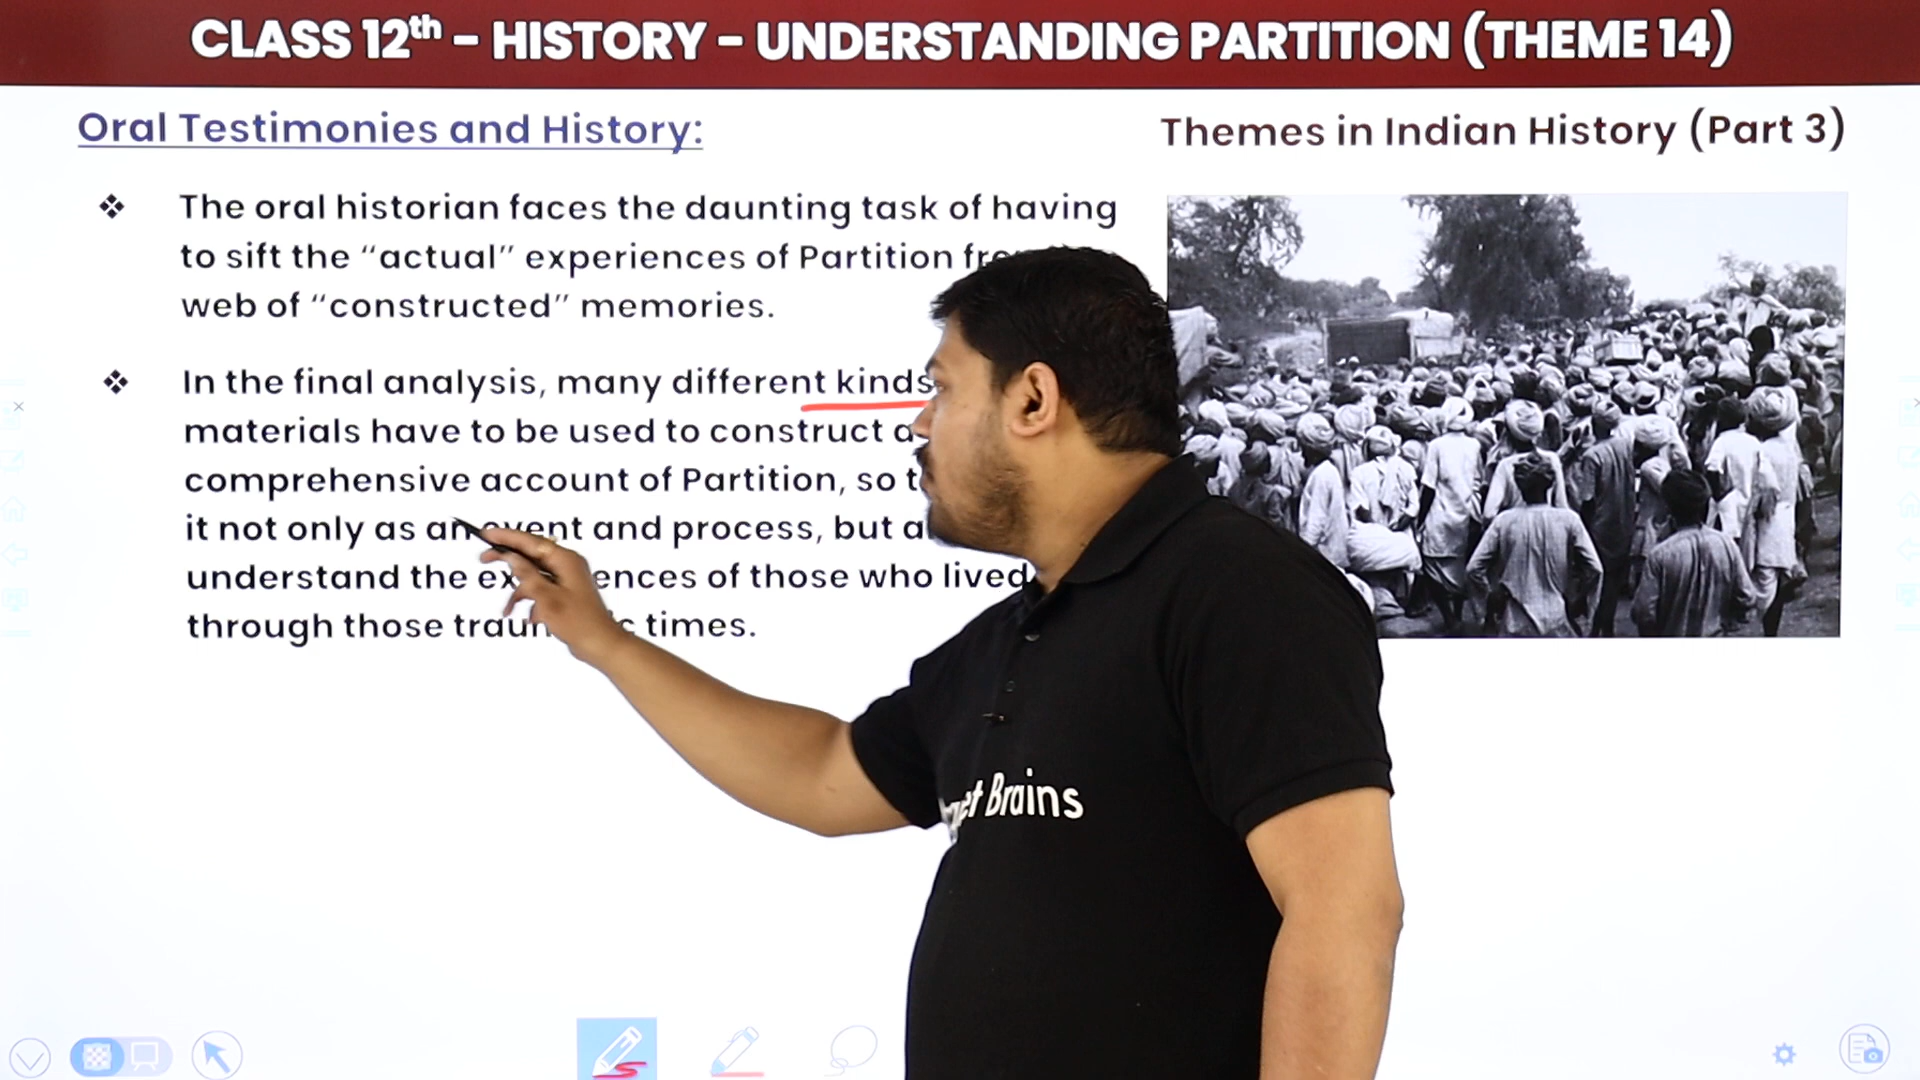 CLASS 12th - HISTORY - UNDERSTANDING PARTITION (THEME 14)
Oral Testimonies and History:
Themes in Indian History (Part 3)
❖ The oral historian faces the daunting task of having
to sift the "actual" experiences of Partition
web of "constructed" memories.
❖ In the final analysis, many different kinds
materials have to be used to construct
comprehensive account of Partition, so
it not only as an event and process, but
understand the of those who lived
through those times.
Brains